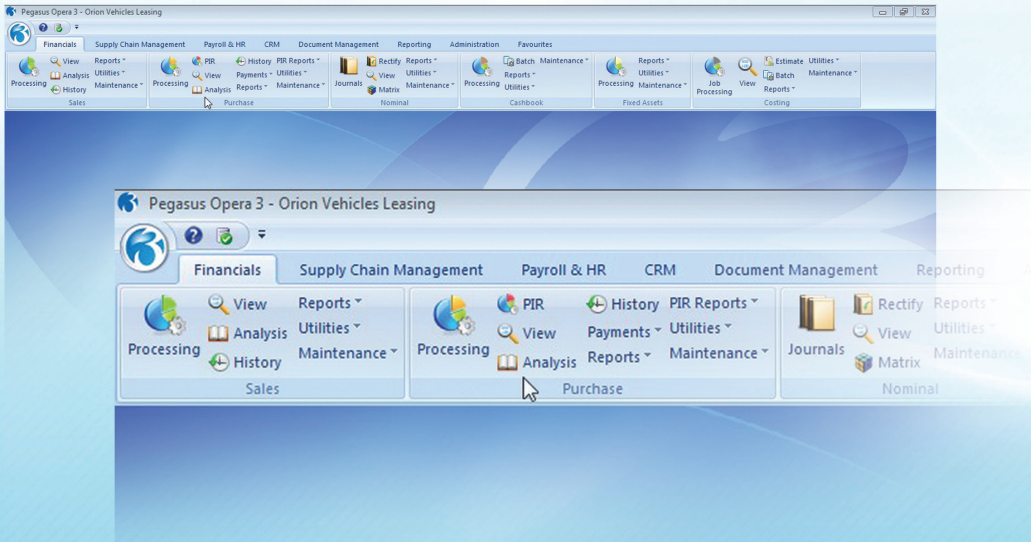 Pegasus Opera 3 - Orion Vehicles Leasing
Financials Supply Chain Management Payroll & HR CRM Document Management Reporting Administration Favourites
View Reports PIR History PIR Reports Rectify Reports Batch Maintenance Reports Estimate Utilities
Analysis Utilities View Payments Utilities View Utilities Reports Utilities Batch Maintenance
Processing History Maintenance Processing Analysis Reports Maintenance Journals Matrix Maintenance Processing Utilities Processing Maintenance Job Processing View Reports
Sales Purchase Nominal Cashbook Fixed Assets Costing
Pegasus Opera 3 - Orion Vehicles Leasing
Financials Supply Chain Management Payroll & HR CRM Document Management Reporting
View Reports PIR History PIR Reports Rectify Reports
Analysis Utilities View Payments Utilities View Utilities
Processing History Maintenance Processing Analysis Reports Maintenance Journals Matrix Maintenance
Sales Purchase Nominal